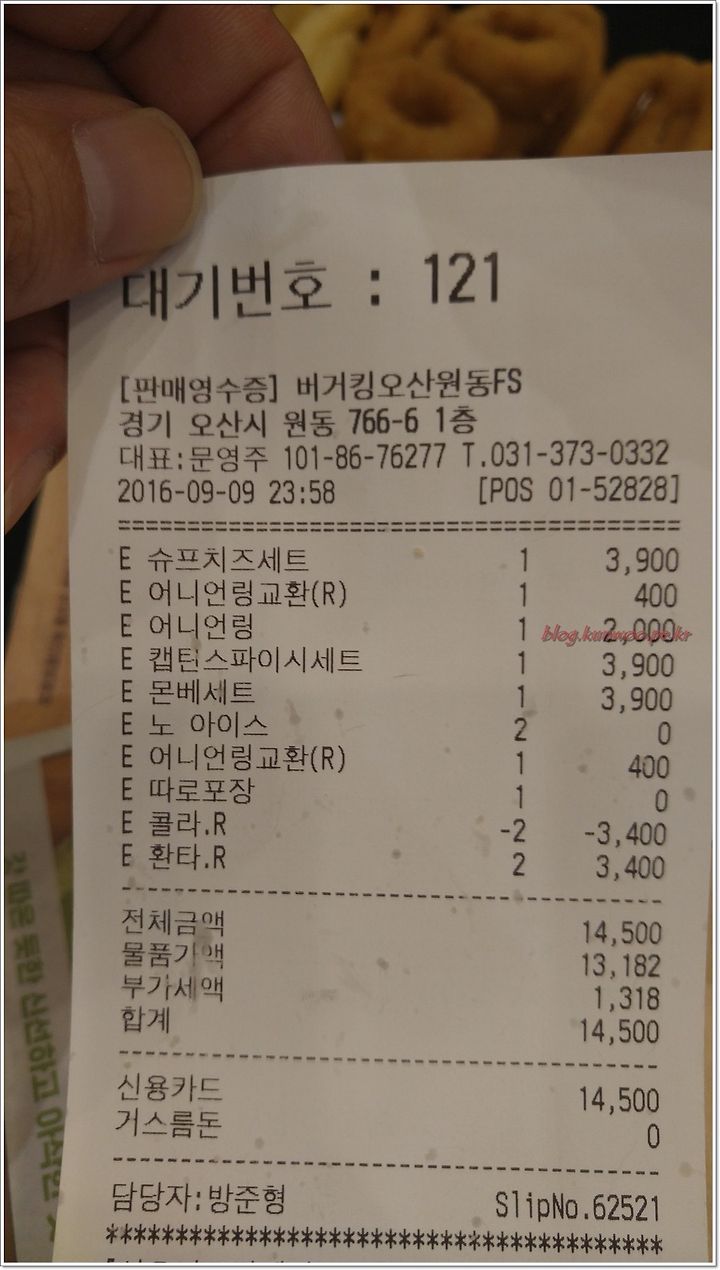 대기번호 : 121
[판매영수증] 버거킹오산원동FS
경기 오산시 원동 766-6 1층
대표:문영주 101-86-76277 T.031-373-0332
2016-09-09 23:58 [POS 01-52828]
========================================
E 슈프치즈세트 1 3,900
E 어니언링교환(R) 1 400
E 어니언링 1 2,000
blog.kunwoo.pe.kr
E 캡틴스파이시세트 1 3,900
E 몬베세트 1 3,900
E 노 아이스 2 0
E 어니언링교환(R) 1 400
E 따로포장 1 0
E 콜라.R -2 -3,400
E 환타.R 2 3,400
----------------------------------------
전체금액 14,500
물품가액 13,182
부가세액 1,318
합계 14,500
----------------------------------------
신용카드 14,500
거스름돈 0
----------------------------------------
담당자:방준형 SlipNo.62521
****************************************
신선하고